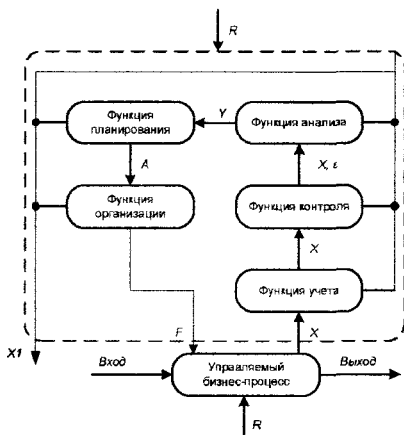 R
Функция
планирования
Y
Функция анализа
A
X, ε
Функция
организации
Функция контроля
X
Функция учета
F
X
X1
Вход
Управляемый
бизнес-процесс
Выход
R